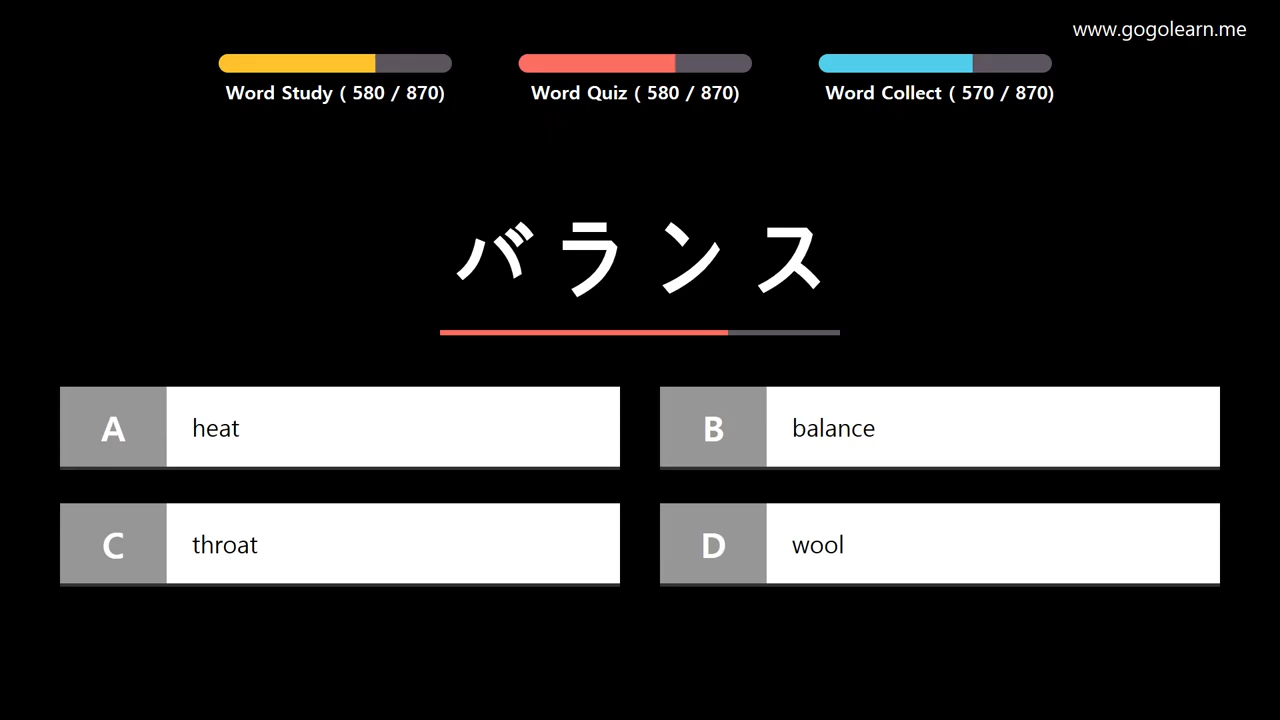 www.gogolearn.me
Word Study ( 580 / 870)
Word Quiz ( 580 / 870)
Word Collect ( 570 / 870)
バランス
A heat
B balance
C throat
D wool